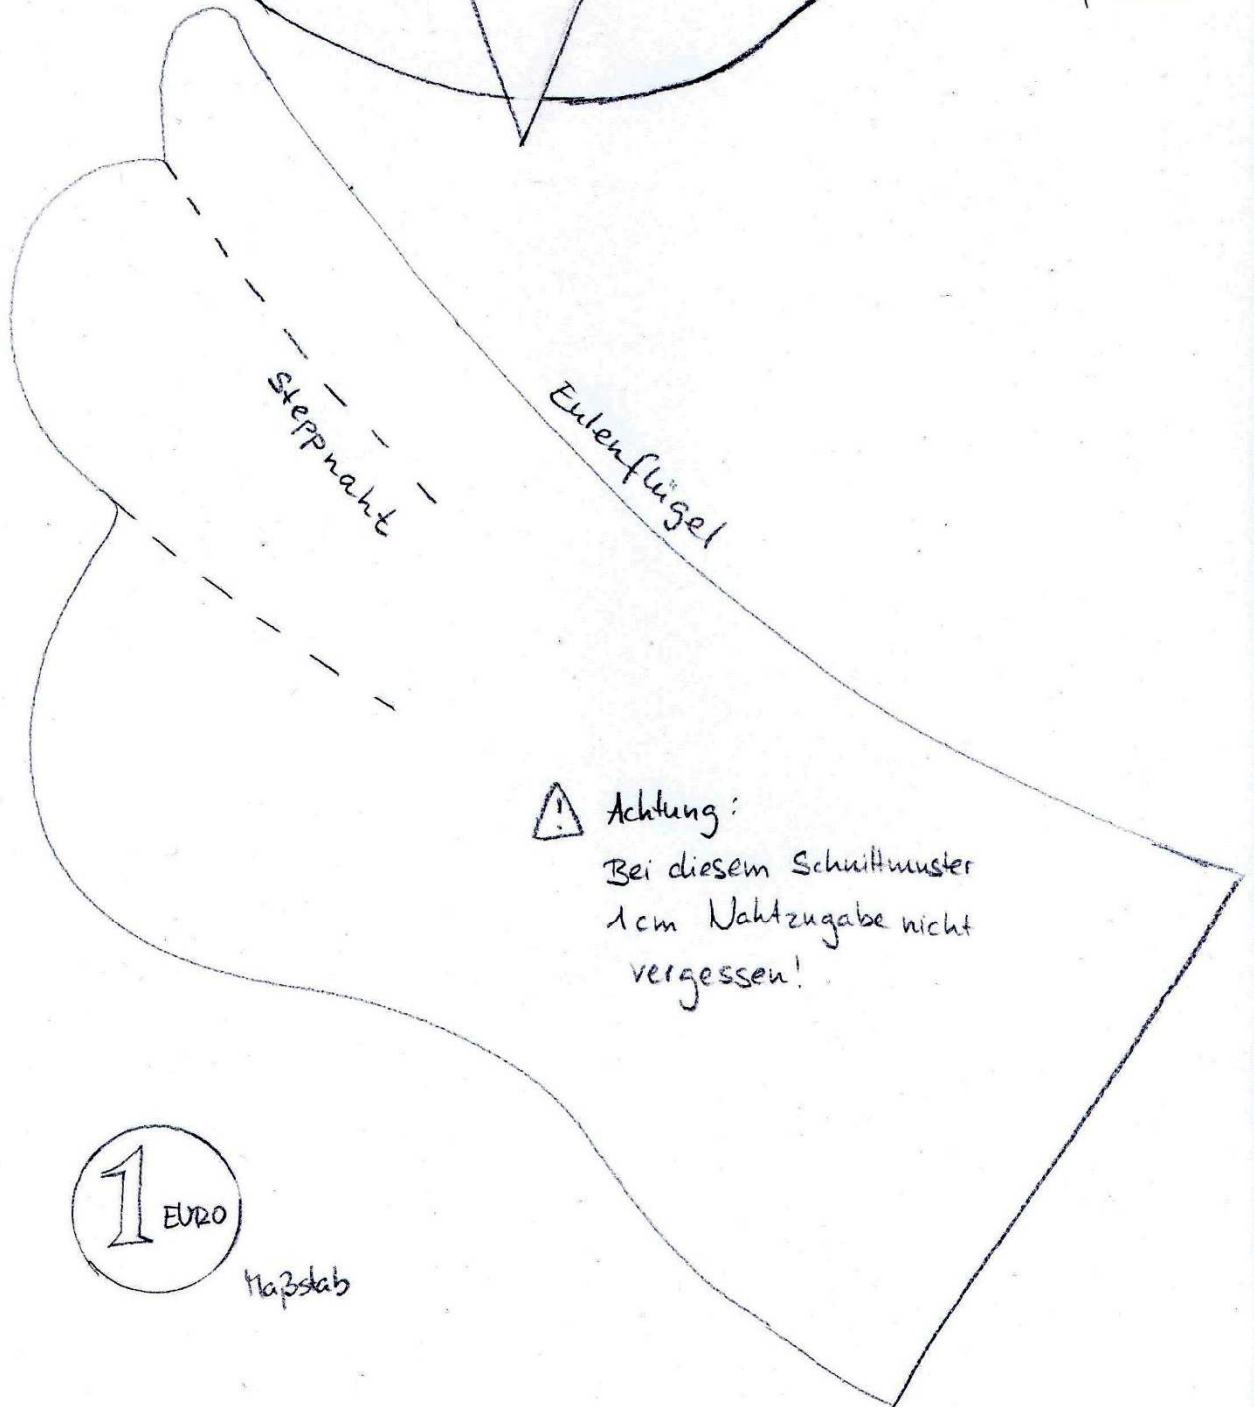 Eulenflügel
Steppnaht
Achtung:
Bei diesem Schnittmuster
1cm Nahtzugabe nicht
vergessen!
1 EURO
Maßstab